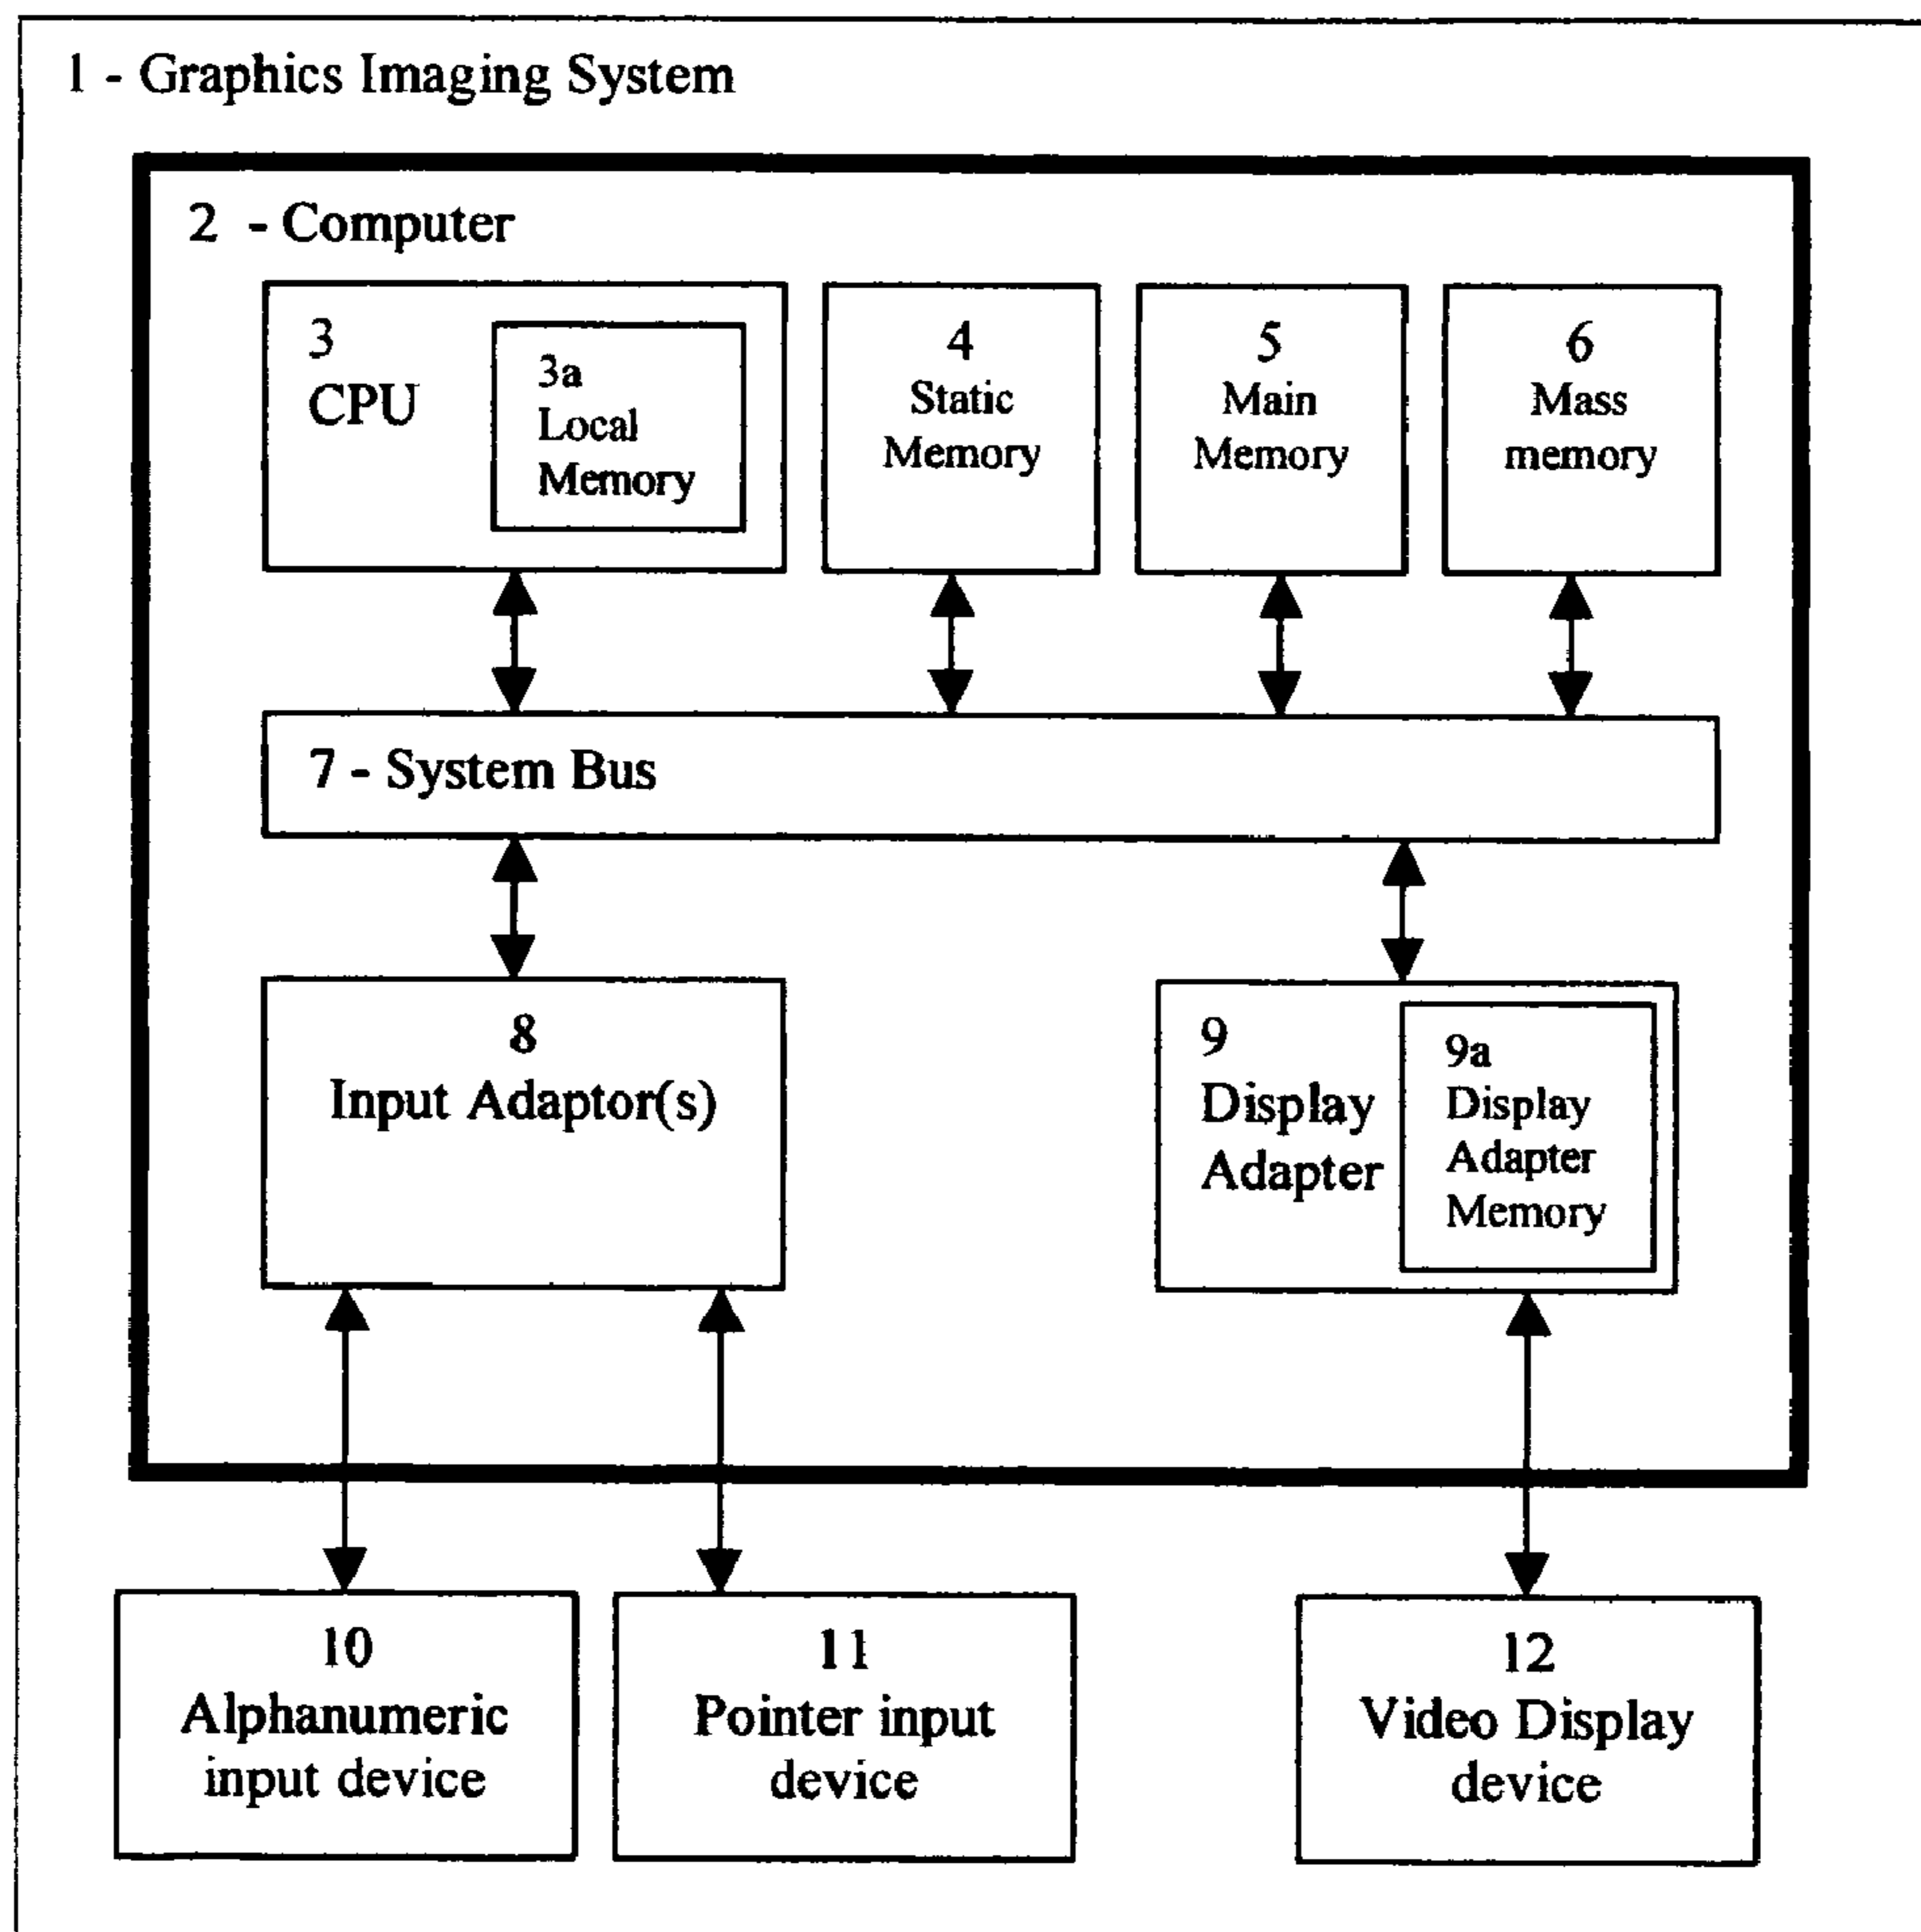 1 - Graphics Imaging System
2 - Computer
3
CPU
3a
Local
Memory
4
Static
Memory
5
Main
Memory
6
Mass
memory
7 - System Bus
8
Input Adaptor(s)
9
Display
Adapter
9a
Display
Adapter
Memory
10
Alphanumeric
input device
11
Pointer input
device
12
Video Display
device